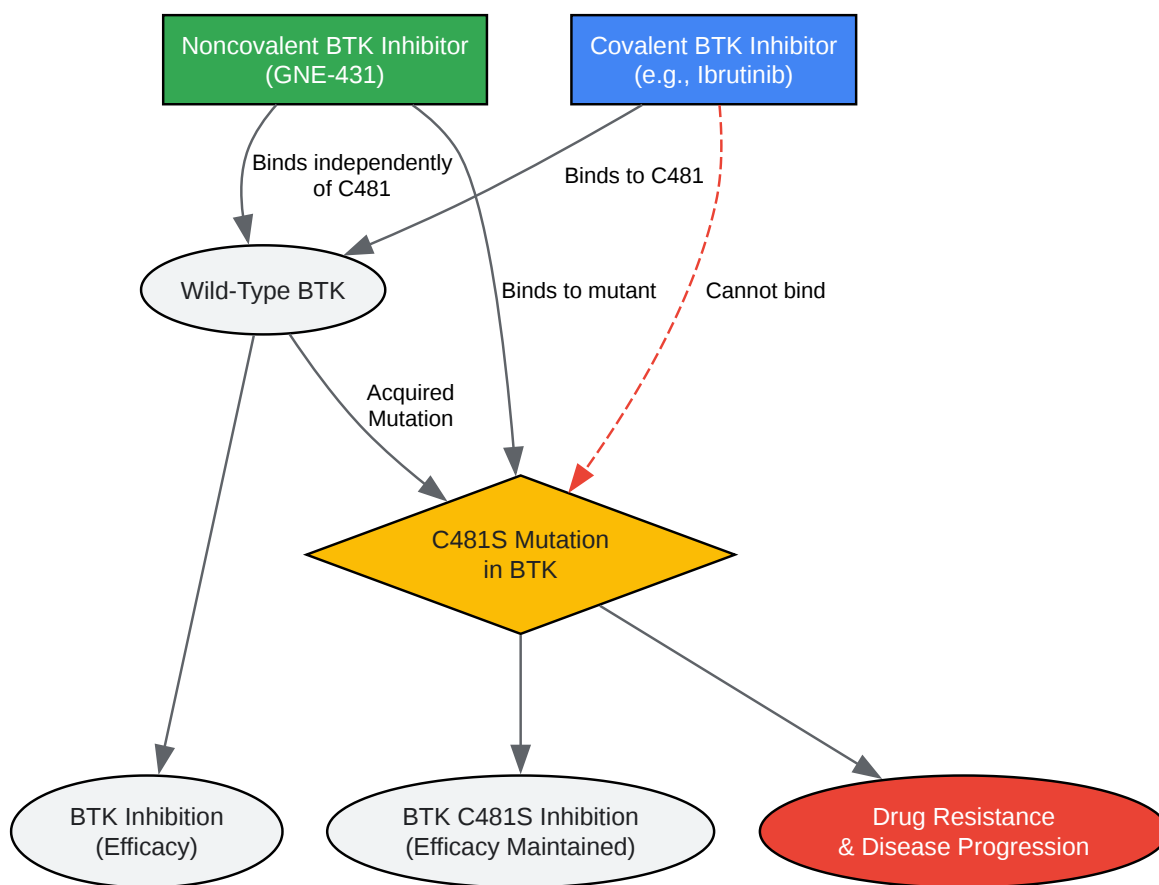 Noncovalent BTK Inhibitor
(GNE-431)
Covalent BTK Inhibitor
(e.g., Ibrutinib)
Binds independently
of C481
Binds to C481
Wild-Type BTK
Binds to mutant
Cannot bind
Acquired
Mutation
C481S Mutation
in BTK
BTK Inhibition
(Efficacy)
BTK C481S Inhibition
(Efficacy Maintained)
Drug Resistance
& Disease Progression